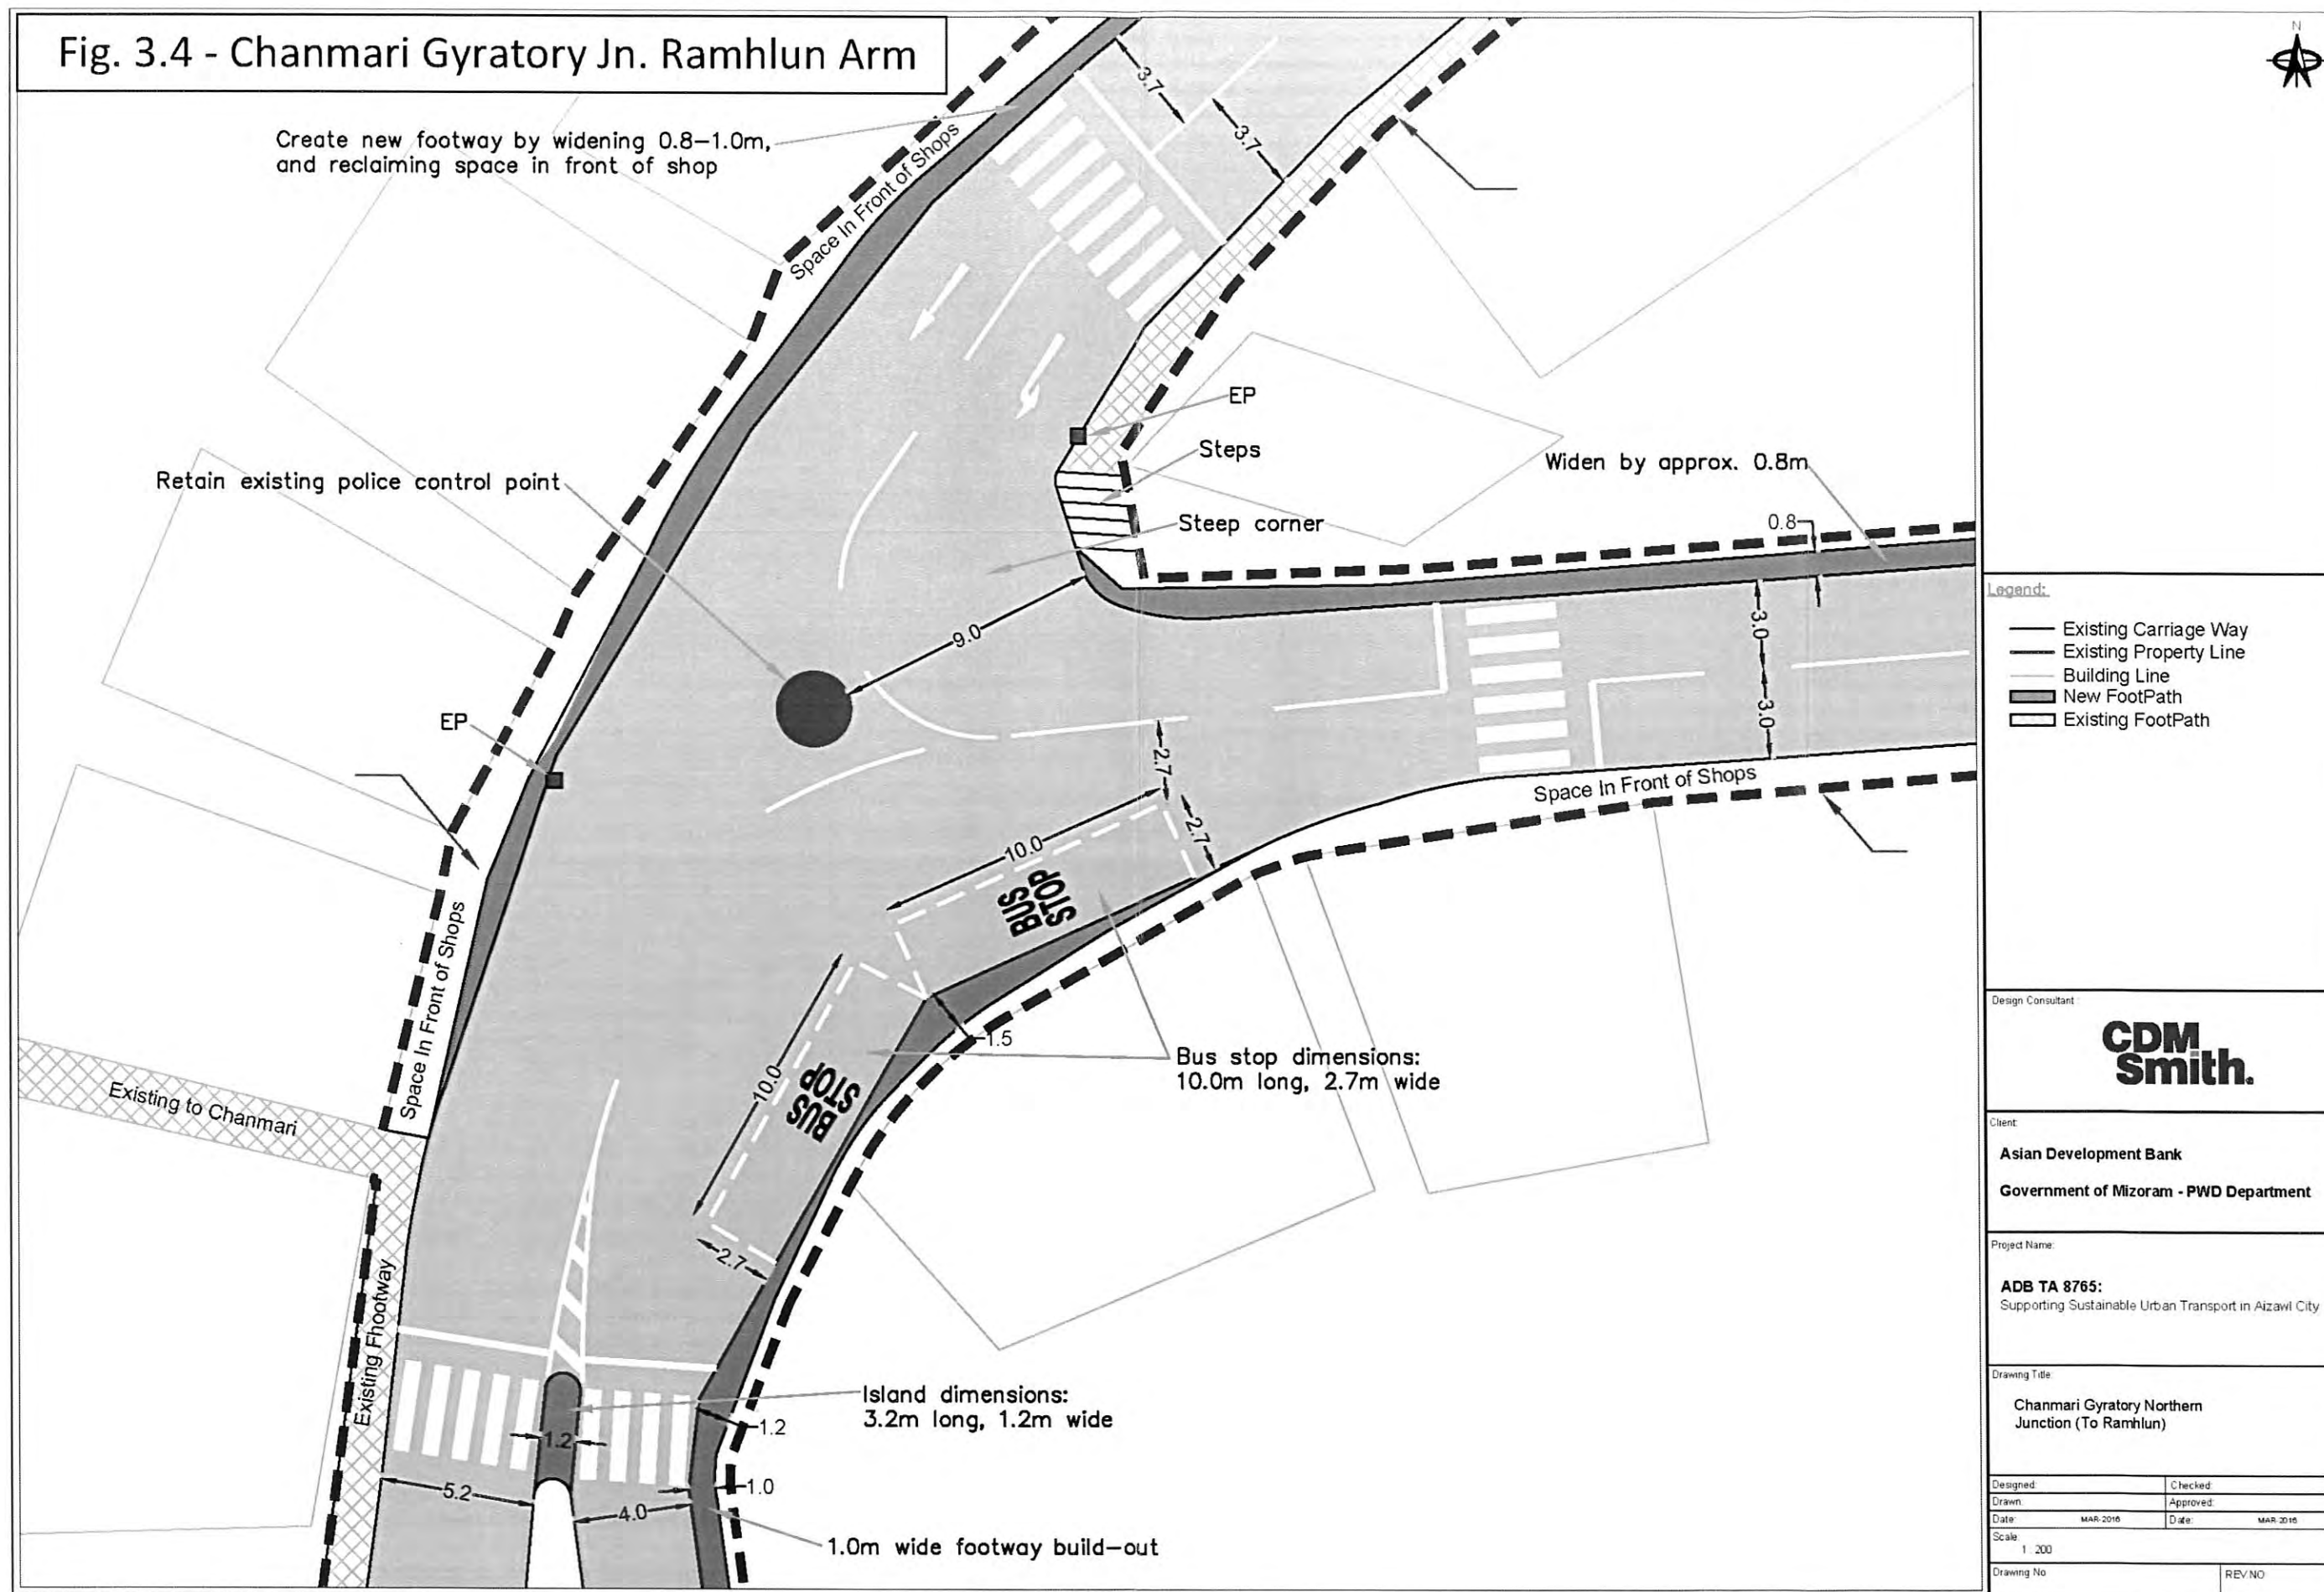 Fig. 3.4 - Chanmari Gyratory Jn. Ramhlun Arm
N
Create new footway by widening 0.8–1.0m,
and reclaiming space in front of shop
Space In Front of Shops
3.7
3.7
Retain existing police control point
EP
Steps
Steep corner
Widen by approx. 0.8m
0.8
9.0
3.0
3.0
EP
2.7
2.7
Space In Front of Shops
10.0
BUS
STOP
Space In Front of Shops
1.5
10.0
BUS
STOP
Bus stop dimensions:
10.0m long, 2.7m wide
Existing to Chanmari
2.7
Existing Fhootway
Island dimensions:
3.2m long, 1.2m wide
1.2
1.2
1.0
5.2
4.0
1.0m wide footway build–out
Legend:
Existing Carriage Way
Existing Property Line
Building Line
New FootPath
Existing FootPath
Design Consultant :
CDM
Smith.
Client:
Asian Development Bank
Government of Mizoram - PWD Department
Project Name:
ADB TA 8765:
Supporting Sustainable Urban Transport in Aizawl City
Drawing Title:
Chanmari Gyratory Northern
Junction (To Ramhlun)
Designed: Checked:
Drawn: Approved:
Date: MAR-2016 Date: MAR-2016
Scale:
1 : 200
Drawing No REV.NO